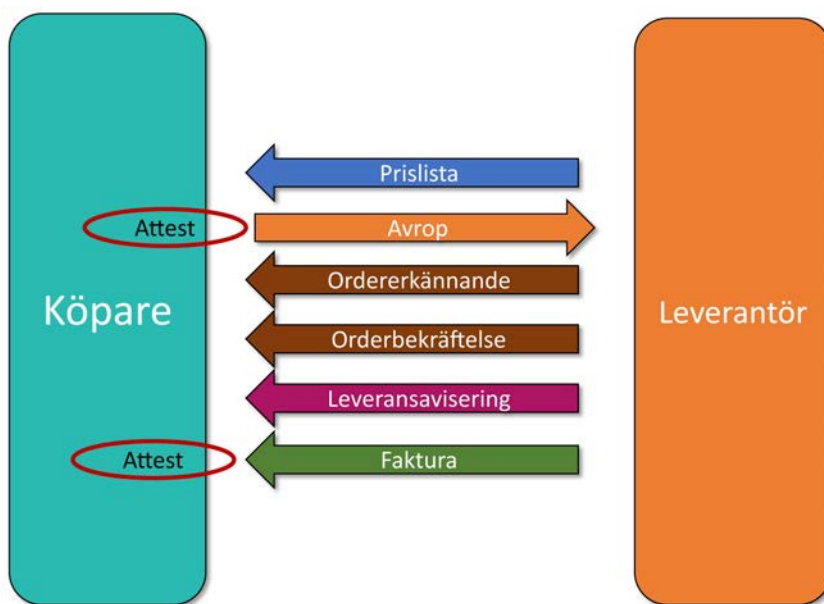 Prislista
Attest
Avrop
Ordererkännande
Köpare
Leverantör
Orderbekräftelse
Leveransavisering
Attest
Faktura